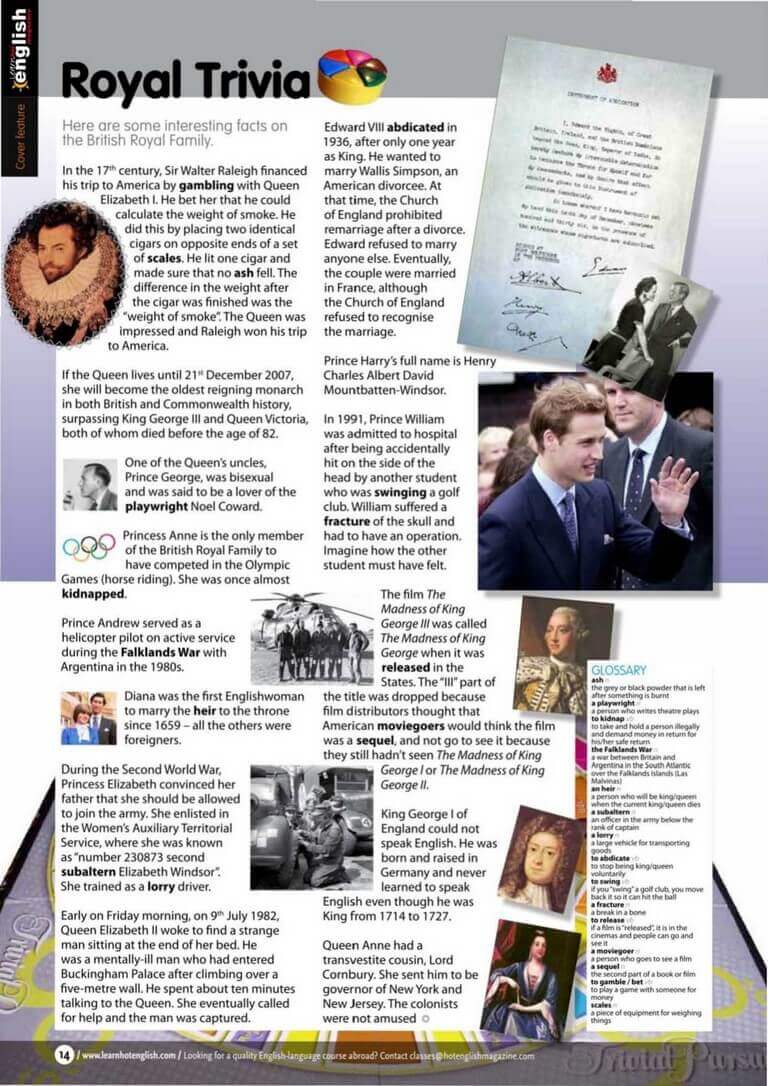 Learn hot
english
magazine
Cover feature
Royal Trivia
Here are some interesting facts on
the British Royal Family.
In the 17th century, Sir Walter Raleigh financed
his trip to America by gambling with Queen
Elizabeth I. He bet her that he could
calculate the weight of smoke. He
did this by placing two identical
cigars on opposite ends of a set
of scales. He lit one cigar and
made sure that no ash fell. The
difference in the weight after
the cigar was finished was the
"weight of smoke". The Queen was
impressed and Raleigh won his trip
to America.
If the Queen lives until 21st December 2007,
she will become the oldest reigning monarch
in both British and Commonwealth history,
surpassing King George III and Queen Victoria,
both of whom died before the age of 82.
One of the Queen's uncles,
Prince George, was bisexual
and was said to be a lover of the
playwright Noel Coward.
Princess Anne is the only member
of the British Royal Family to
have competed in the Olympic
Games (horse riding). She was once almost
kidnapped.
Prince Andrew served as a
helicopter pilot on active service
during the Falklands War with
Argentina in the 1980s.
Diana was the first Englishwoman
to marry the heir to the throne
since 1659 – all the others were
foreigners.
During the Second World War,
Princess Elizabeth convinced her
father that she should be allowed
to join the army. She enlisted in
the Women's Auxiliary Territorial
Service, where she was known
as "number 230873 second
subaltern Elizabeth Windsor".
She trained as a lorry driver.
Early on Friday morning, on 9th July 1982,
Queen Elizabeth II woke to find a strange
man sitting at the end of her bed. He
was a mentally-ill man who had entered
Buckingham Palace after climbing over a
five-metre wall. He spent about ten minutes
talking to the Queen. She eventually called
for help and the man was captured.
Edward VIII abdicated in
1936, after only one year
as King. He wanted to
marry Wallis Simpson, an
American divorcee. At
that time, the Church
of England prohibited
remarriage after a divorce.
Edward refused to marry
anyone else. Eventually,
the couple were married
in France, although
the Church of England
refused to recognise
the marriage.
Prince Harry's full name is Henry
Charles Albert David
Mountbatten-Windsor.
In 1991, Prince William
was admitted to hospital
after being accidentally
hit on the side of the
head by another student
who was swinging a golf
club. William suffered a
fracture of the skull and
had to have an operation.
Imagine how the other
student must have felt.
The film The
Madness of King
George III was called
The Madness of King
George when it was
released in the
States. The "III" part of
the title was dropped because
film distributors thought that
American moviegoers would think the film
was a sequel, and not go to see it because
they still hadn't seen The Madness of King
George I or The Madness of King
George II.
King George I of
England could not
speak English. He was
born and raised in
Germany and never
learned to speak
English even though he was
King from 1714 to 1727.
Queen Anne had a
transvestite cousin, Lord
Cornbury. She sent him to be
governor of New York and
New Jersey. The colonists
were not amused
INSTRUMENT OF ABDICATION
I, Edward the Eighth, of Great
Britain, Ireland, and the British Dominions
beyond the Seas, King, Emperor of India, do
hereby declare My irrevocable determination
to renounce the Throne for Myself and for
My descendants, and My desire that effect
should be given to this Instrument of
Abdication immediately.
In token whereof I have hereunto set
My hand this tenth day of December, nineteen
hundred and thirty six, in the presence of
the witnesses whose signatures are subscribed.
SIGNED AT
FORT BELVEDERE
IN THE PRESENCE
OF
Albert
Henry
GLOSSARY
ash n
the grey or black powder that is left
after something is burnt
a playwright n
a person who writes theatre plays
to kidnap vb
to take and hold a person illegally
and demand money in return for
his/her safe return
the Falklands War n
a war between Britain and
Argentina in the South Atlantic
over the Falklands Islands (Las
Malvinas)
an heir n
a person who will be king/queen
when the current king/queen dies
a subaltern n
an officer in the army below the
rank of captain
a lorry n
a large vehicle for transporting
goods
to abdicate vb
to stop being king/queen
voluntarily
to swing vb
if you "swing" a golf club, you move
back it so it can hit the ball
a fracture n
a break in a bone
to release vb
if a film is "released", it is in the
cinemas and people can go and
see it
a moviegoer n
a person who goes to see a film
a sequel n
the second part of a book or film
to gamble / bet vb
to play a game with someone for
money
scales n
a piece of equipment for weighing
things
14 / www.learnhotenglish.com / Looking for a quality English-language course abroad? Contact classes@hotenglishmagazine.com
Trivial Pursu